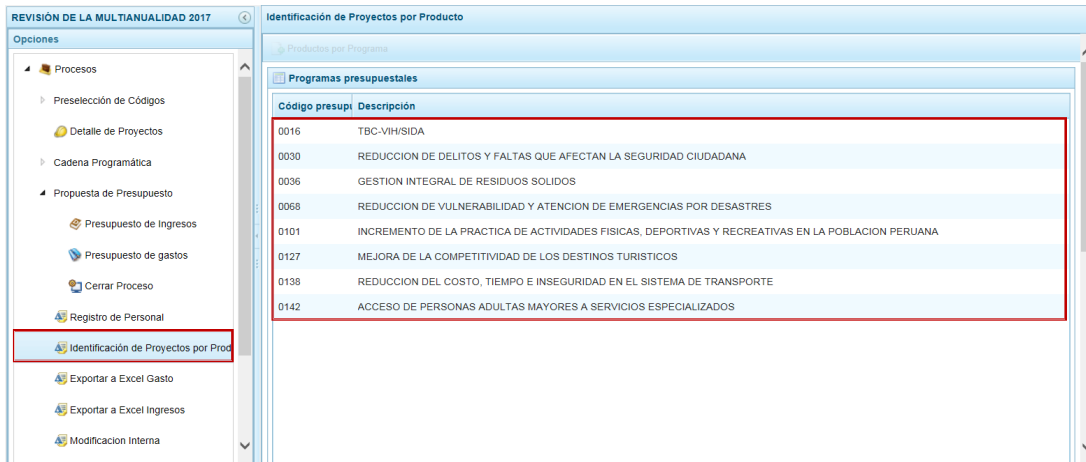 REVISIÓN DE LA MULTIANUALIDAD 2017
Opciones
Procesos
Preselección de Códigos
Detalle de Proyectos
Cadena Programática
Propuesta de Presupuesto
Presupuesto de Ingresos
Presupuesto de gastos
Cerrar Proceso
Registro de Personal
Identificación de Proyectos por Prod
Exportar a Excel Gasto
Exportar a Excel Ingresos
Modificacion Interna
Identificación de Proyectos por Producto
Productos por Programa
Programas presupuestales
Código presupu Descripción
0016 TBC-VIH/SIDA
0030 REDUCCION DE DELITOS Y FALTAS QUE AFECTAN LA SEGURIDAD CIUDADANA
0036 GESTION INTEGRAL DE RESIDUOS SOLIDOS
0068 REDUCCION DE VULNERABILIDAD Y ATENCION DE EMERGENCIAS POR DESASTRES
0101 INCREMENTO DE LA PRACTICA DE ACTIVIDADES FISICAS, DEPORTIVAS Y RECREATIVAS EN LA POBLACION PERUANA
0127 MEJORA DE LA COMPETITIVIDAD DE LOS DESTINOS TURISTICOS
0138 REDUCCION DEL COSTO, TIEMPO E INSEGURIDAD EN EL SISTEMA DE TRANSPORTE
0142 ACCESO DE PERSONAS ADULTAS MAYORES A SERVICIOS ESPECIALIZADOS